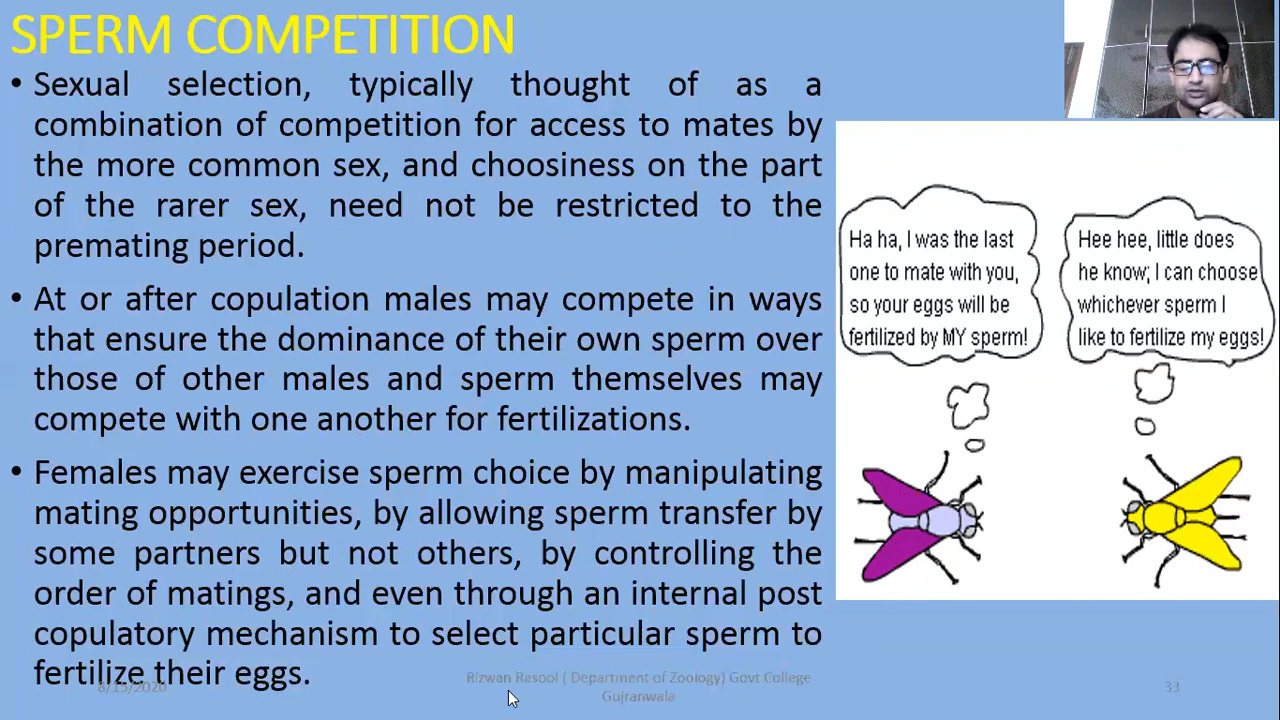 SPERM COMPETITION
• Sexual selection, typically thought of as a
combination of competition for access to mates by
the more common sex, and choosiness on the part
of the rarer sex, need not be restricted to the
premating period.
• At or after copulation males may compete in ways
that ensure the dominance of their own sperm over
those of other males and sperm themselves may
compete with one another for fertilizations.
• Females may exercise sperm choice by manipulating
mating opportunities, by allowing sperm transfer by
some partners but not others, by controlling the
order of matings, and even through an internal post
copulatory mechanism to select particular sperm to
fertilize their eggs.
Ha ha, I was the last
one to mate with you,
so your eggs will be
fertilized by MY sperm!
Hee hee, little does
he know; I can choose
whichever sperm I
like to fertilize my eggs!
8/15/2020
Rizwan Rasool ( Department of Zoology) Govt College
Gujranwala
33